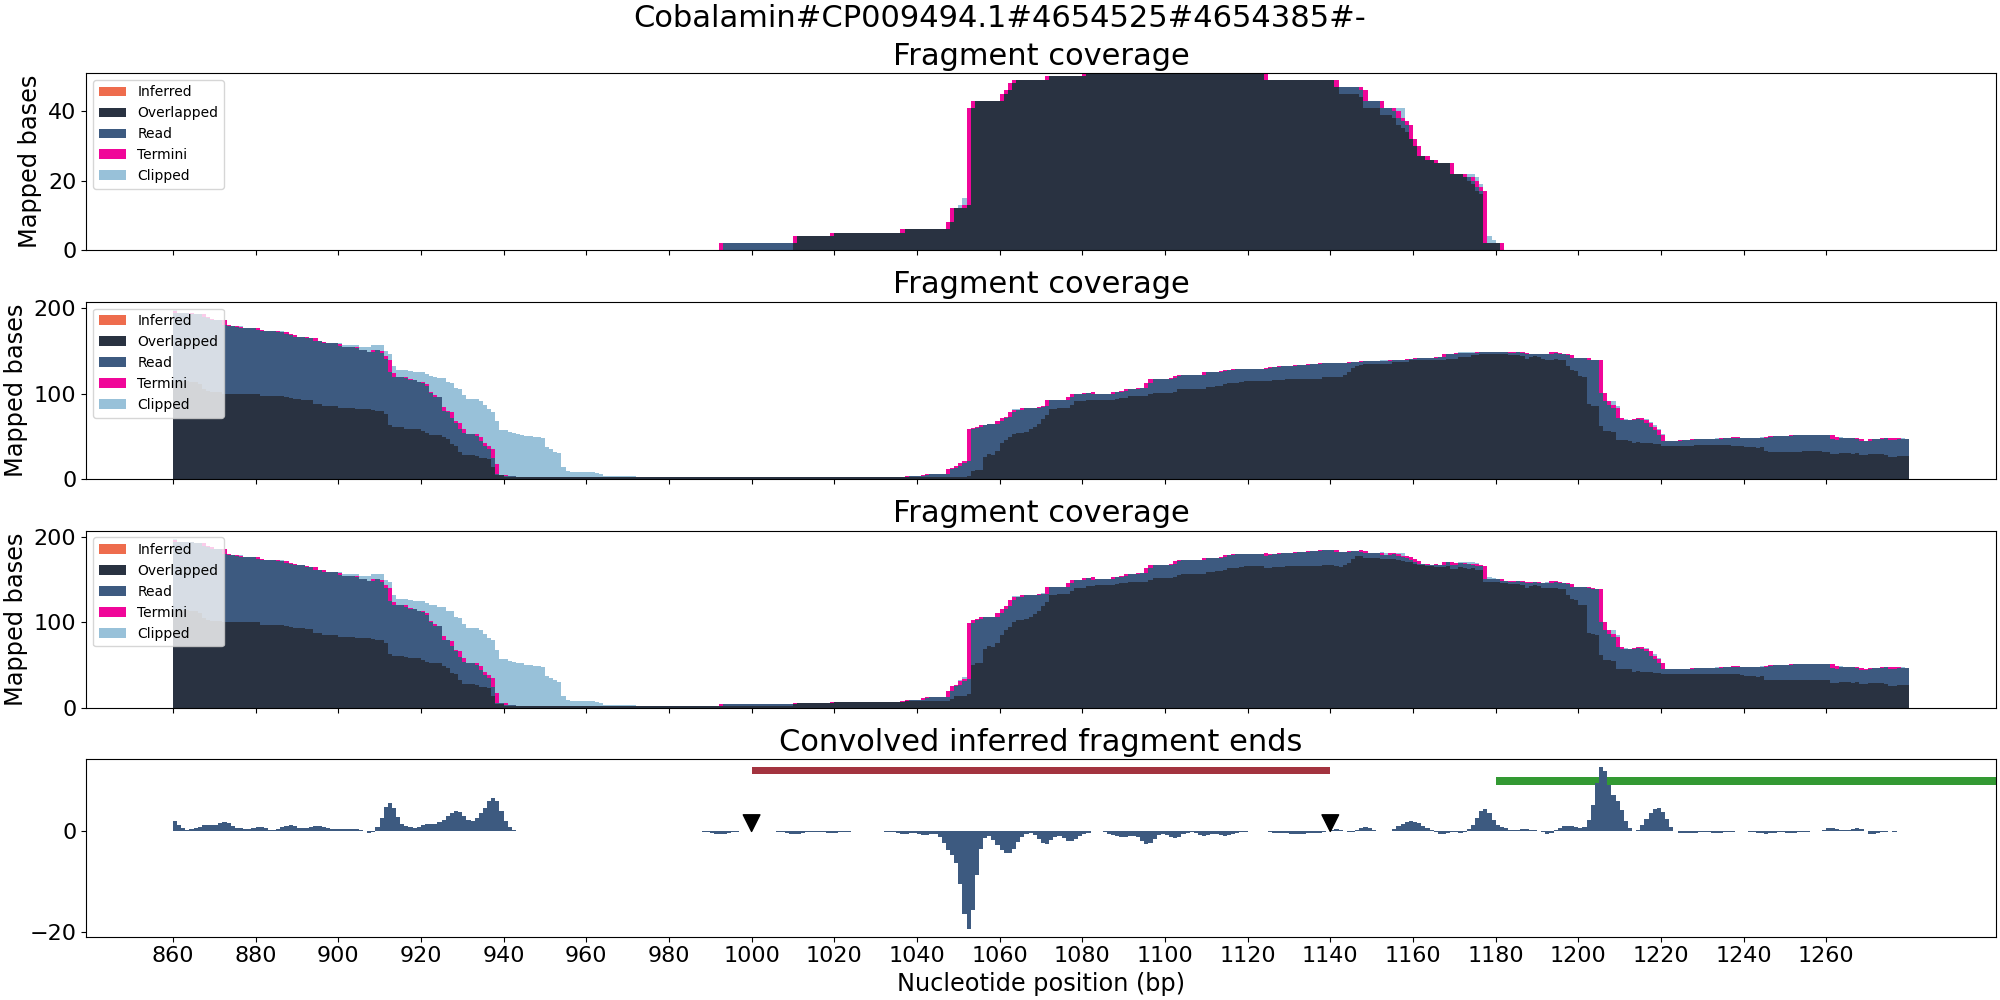 Cobalamin#CP009494.1#4654525#4654385#-
Fragment coverage
Mapped bases
40
20
0
Inferred
Overlapped
Read
Termini
Clipped
Fragment coverage
Mapped bases
200
100
0
Inferred
Overlapped
Read
Termini
Clipped
Fragment coverage
Mapped bases
200
100
0
Inferred
Overlapped
Read
Termini
Clipped
Convolved inferred fragment ends
0
−20
860 880 900 920 940 960 980 1000 1020 1040 1060 1080 1100 1120 1140 1160 1180 1200 1220 1240 1260
Nucleotide position (bp)